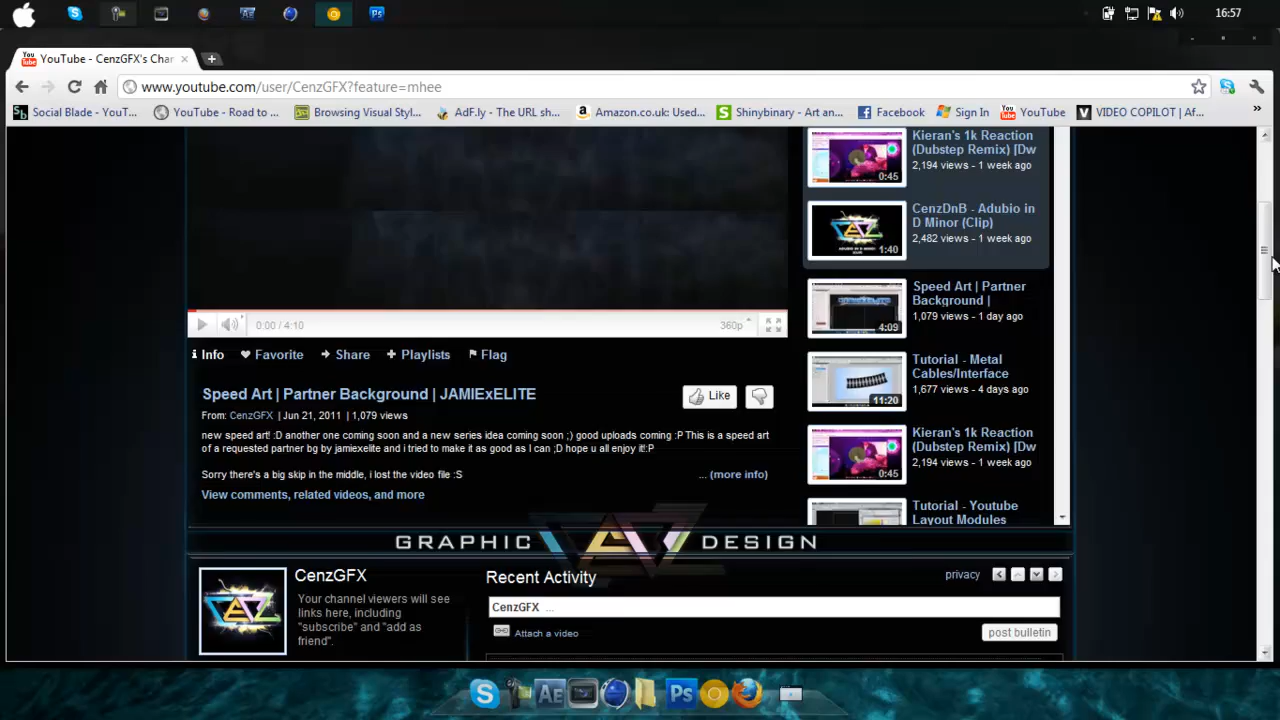 16:57
YouTube - CenzGFX's Char
www.youtube.com/user/CenzGFX?feature=mhee
Social Blade - YouT...
YouTube - Road to ...
Browsing Visual Styl...
AdF.ly - The URL sh...
Amazon.co.uk: Used...
Shinybinary - Art an...
Facebook
Sign In
YouTube
VIDEO COPILOT | Af...
»
Kieran's 1k Reaction
(Dubstep Remix) [Dw
2,194 views - 1 week ago
0:45
CenzDnB - Adubio in
D Minor (Clip)
2,482 views - 1 week ago
1:40
Speed Art | Partner
Background |
1,079 views - 1 day ago
4:09
Tutorial - Metal
Cables/Interface
1,677 views - 4 days ago
11:20
Kieran's 1k Reaction
(Dubstep Remix) [Dw
2,194 views - 1 week ago
0:45
Tutorial - Youtube
Layout Modules
0:00 / 4:10
360p
Info
Favorite
Share
Playlists
Flag
Speed Art | Partner Background | JAMIExELITE
Like
From: CenzGFX | Jun 21, 2011 | 1,079 views
new speed art! :D another one coming soon and a new series idea coming soon ;) good uploads coming :P This is a speed art
of a requested partner bg by jamiexelite and i tried to make it as good as I can ;D hope u all enjoy it!:P
Sorry there's a big skip in the middle, i lost the video file :S
... (more info)
View comments, related videos, and more
GRAPHIC CENZ DESIGN
CenzGFX
Your channel viewers will see
links here, including
"subscribe" and "add as
friend".
Recent Activity
privacy
CenzGFX ...
Attach a video
post bulletin